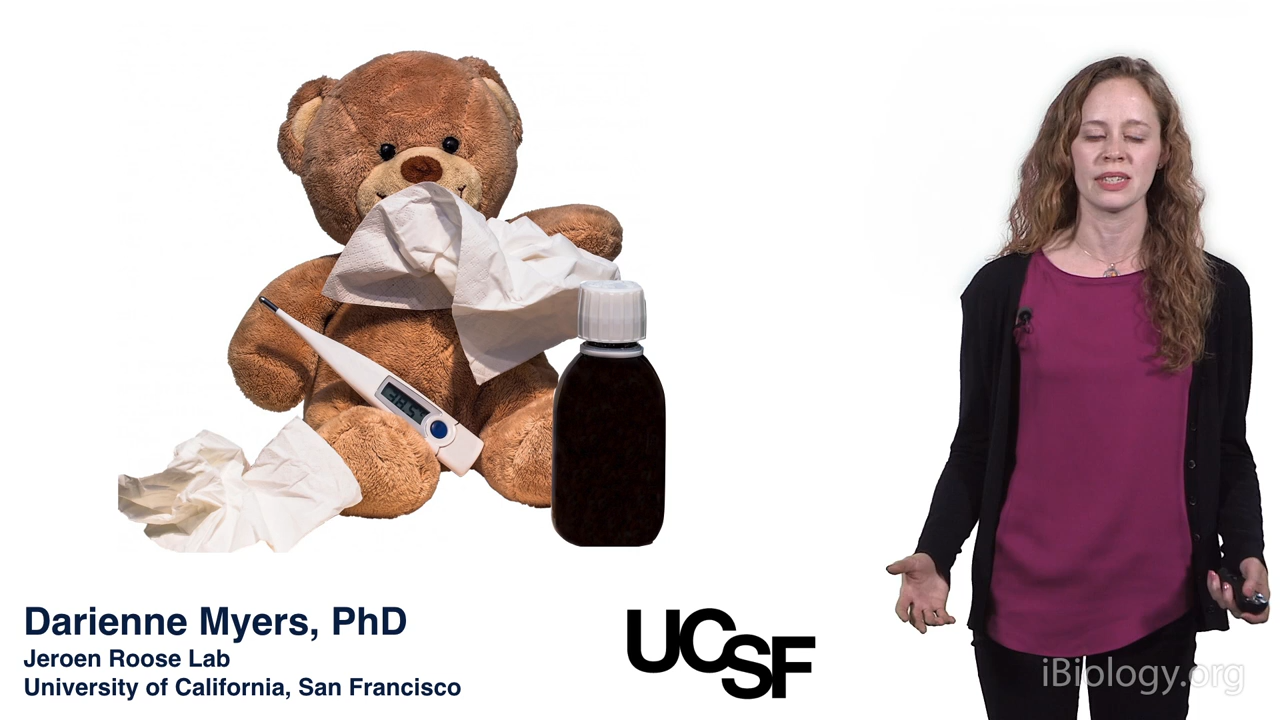 Darienne Myers, PhD
Jeroen Roose Lab
University of California, San Francisco
UCSF
iBiology.org